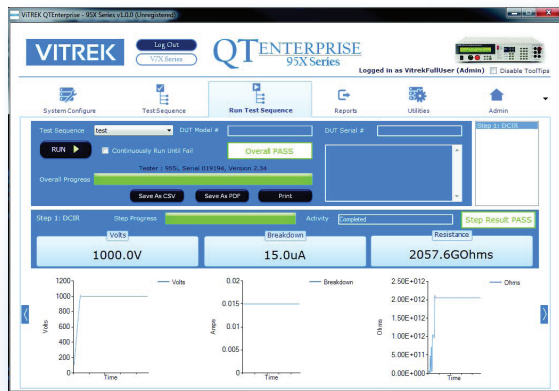 ViTREK QTEnterprise - 95X Series v1.0.0 (Unregistered)
ViTREK
Log Out
V7X Series
QTENTERPRISE
95X Series
Logged in as VitrekFullUser (Admin)
Disable ToolTips
System Configure
Test Sequence
Run Test Sequence
Reports
Utilities
Admin
Test Sequence
test
DUT Model #
DUT Serial #
Step 1: DCIR
RUN
Continuously Run Until Fail
Overall PASS
Tester : 955i, Serial 019194, Version 2.34
Overall Progress
Save As CSV
Save As PDF
Print
Step 1: DCIR
Step Progress
Activity
Completed
Step Result PASS
Volts
Breakdown
Resistance
1000.0V
15.0uA
2057.6GOhms
1200
1000
800
600
400
200
0
Volts
Volts
Time
0.02
0.015
0.01
0.005
0
Amps
Breakdown
Time
2.50E+012
2.00E+012
1.50E+012
1.00E+012
5.00E+011
0.00E+000
Ohms
Ohms
Time